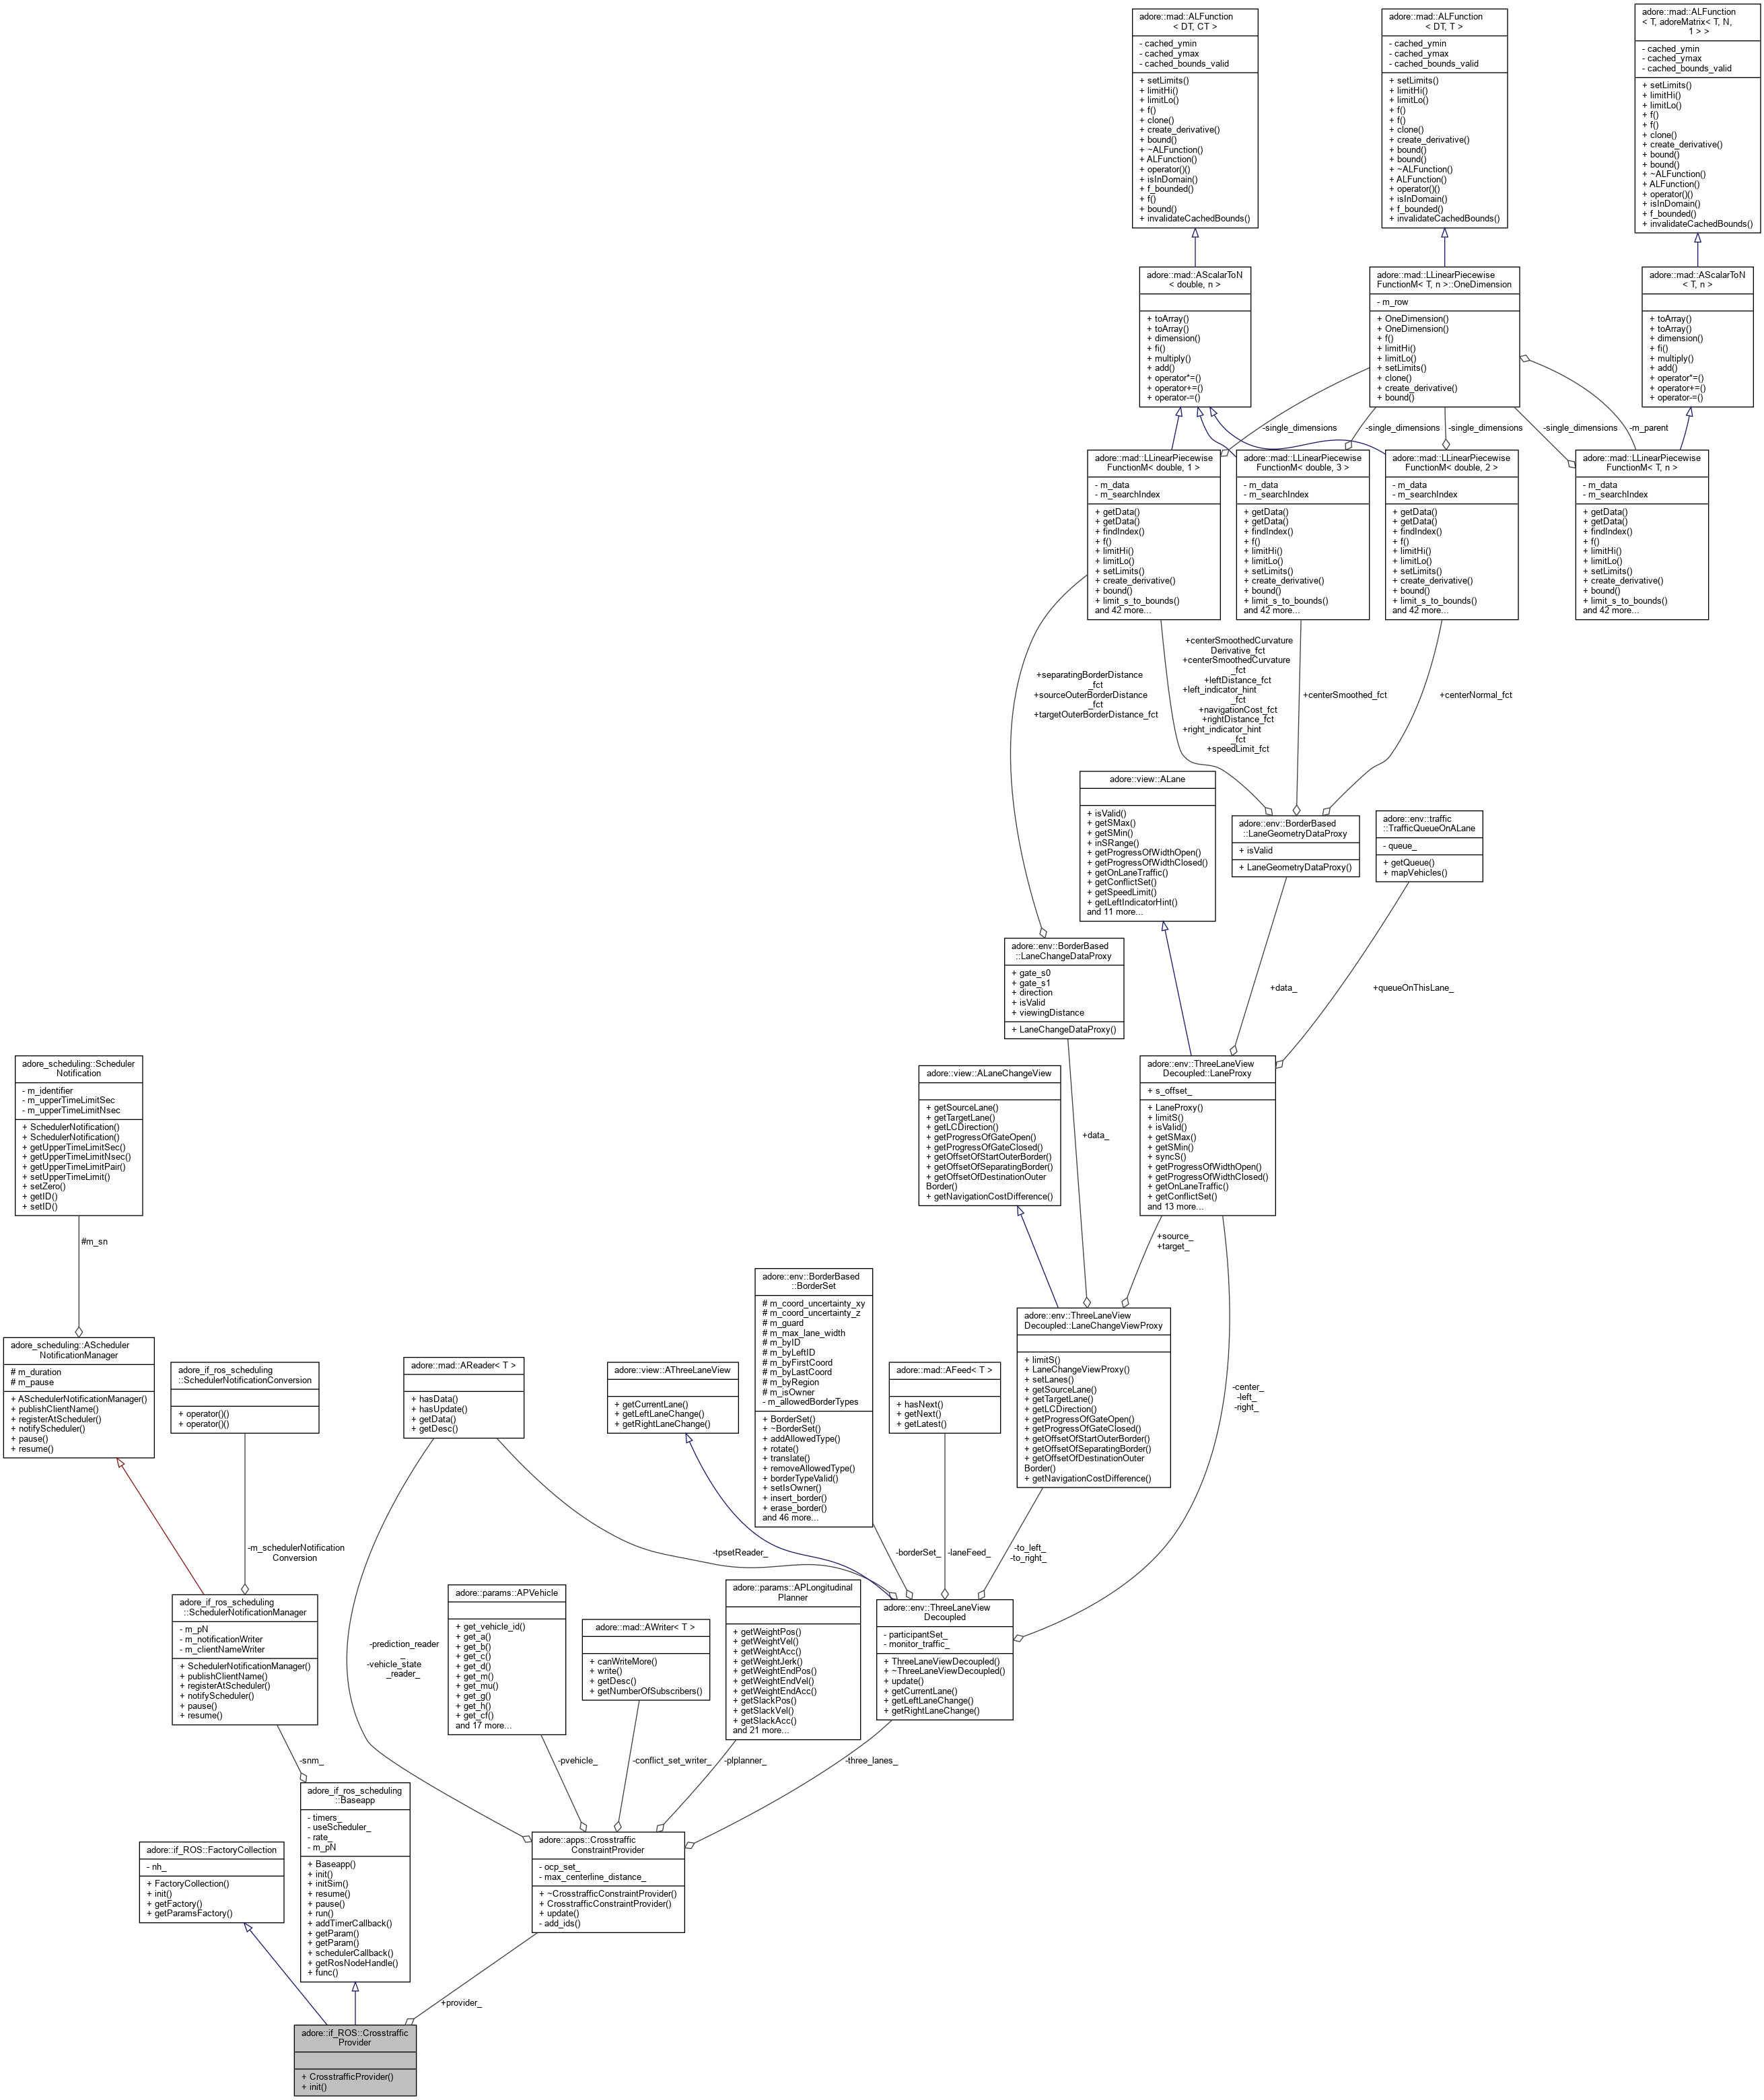 adore::mad::ALFunction
< DT, CT >
- cached_ymin
- cached_ymax
- cached_bounds_valid
+ setLimits()
+ limitHi()
+ limitLo()
+ f()
+ clone()
+ create_derivative()
+ bound()
+ ~ALFunction()
+ ALFunction()
+ operator()()
+ isInDomain()
+ f_bounded()
+ f()
+ bound()
+ invalidateCachedBounds()
adore::mad::ALFunction
< DT, T >
- cached_ymin
- cached_ymax
- cached_bounds_valid
+ setLimits()
+ limitHi()
+ limitLo()
+ f()
+ f()
+ clone()
+ create_derivative()
+ bound()
+ bound()
+ ~ALFunction()
+ ALFunction()
+ operator()()
+ isInDomain()
+ f_bounded()
+ invalidateCachedBounds()
adore::mad::ALFunction
< T, adoreMatrix< T, N,
1 > >
- cached_ymin
- cached_ymax
- cached_bounds_valid
+ setLimits()
+ limitHi()
+ limitLo()
+ f()
+ f()
+ clone()
+ create_derivative()
+ bound()
+ bound()
+ ~ALFunction()
+ ALFunction()
+ operator()()
+ isInDomain()
+ f_bounded()
+ invalidateCachedBounds()
adore::mad::AScalarToN
< double, n >
+ toArray()
+ toArray()
+ dimension()
+ fi()
+ multiply()
+ add()
+ operator*=()
+ operator+=()
+ operator-=()
adore::mad::LLinearPiecewise
FunctionM< T, n >::OneDimension
- m_row
+ OneDimension()
+ OneDimension()
+ f()
+ limitHi()
+ limitLo()
+ setLimits()
+ clone()
+ create_derivative()
+ bound()
adore::mad::AScalarToN
< T, n >
+ toArray()
+ toArray()
+ dimension()
+ fi()
+ multiply()
+ add()
+ operator*=()
+ operator+=()
+ operator-=()
-single_dimensions
-single_dimensions
-single_dimensions
-single_dimensions
-m_parent
adore::mad::LLinearPiecewise
FunctionM< double, 1 >
- m_data
- m_searchIndex
+ getData()
+ getData()
+ findIndex()
+ f()
+ limitHi()
+ limitLo()
+ setLimits()
+ create_derivative()
+ bound()
+ limit_s_to_bounds()
and 42 more...
adore::mad::LLinearPiecewise
FunctionM< double, 3 >
- m_data
- m_searchIndex
+ getData()
+ getData()
+ findIndex()
+ f()
+ limitHi()
+ limitLo()
+ setLimits()
+ create_derivative()
+ bound()
+ limit_s_to_bounds()
and 42 more...
adore::mad::LLinearPiecewise
FunctionM< double, 2 >
- m_data
- m_searchIndex
+ getData()
+ getData()
+ findIndex()
+ f()
+ limitHi()
+ limitLo()
+ setLimits()
+ create_derivative()
+ bound()
+ limit_s_to_bounds()
and 42 more...
adore::mad::LLinearPiecewise
FunctionM< T, n >
- m_data
- m_searchIndex
+ getData()
+ getData()
+ findIndex()
+ f()
+ limitHi()
+ limitLo()
+ setLimits()
+ create_derivative()
+ bound()
+ limit_s_to_bounds()
and 42 more...
+separatingBorderDistance
_fct
+sourceOuterBorderDistance
_fct
+targetOuterBorderDistance_fct
+centerSmoothedCurvature
Derivative_fct
+centerSmoothedCurvature
_fct
+leftDistance_fct
+left_indicator_hint
_fct
+navigationCost_fct
+rightDistance_fct
+right_indicator_hint
_fct
+speedLimit_fct
+centerSmoothed_fct
+centerNormal_fct
adore::view::ALane
+ isValid()
+ getSMax()
+ getSMin()
+ inSRange()
+ getProgressOfWidthOpen()
+ getProgressOfWidthClosed()
+ getOnLaneTraffic()
+ getConflictSet()
+ getSpeedLimit()
+ getLeftIndicatorHint()
and 11 more...
adore::env::BorderBased
::LaneGeometryDataProxy
+ isValid
+ LaneGeometryDataProxy()
adore::env::traffic
::TrafficQueueOnALane
- queue_
+ getQueue()
+ mapVehicles()
adore::env::BorderBased
::LaneChangeDataProxy
+ gate_s0
+ gate_s1
+ direction
+ isValid
+ viewingDistance
+ LaneChangeDataProxy()
+data_
+queueOnThisLane_
adore_scheduling::Scheduler
Notification
- m_identifier
- m_upperTimeLimitSec
- m_upperTimeLimitNsec
+ SchedulerNotification()
+ SchedulerNotification()
+ getUpperTimeLimitSec()
+ getUpperTimeLimitNsec()
+ getUpperTimeLimitPair()
+ setUpperTimeLimit()
+ setZero()
+ getID()
+ setID()
adore::view::ALaneChangeView
+ getSourceLane()
+ getTargetLane()
+ getLCDirection()
+ getProgressOfGateOpen()
+ getProgressOfGateClosed()
+ getOffsetOfStartOuterBorder()
+ getOffsetOfSeparatingBorder()
+ getOffsetOfDestinationOuter
Border()
+ getNavigationCostDifference()
+data_
adore::env::ThreeLaneView
Decoupled::LaneProxy
+ s_offset_
+ LaneProxy()
+ limitS()
+ isValid()
+ getSMax()
+ getSMin()
+ syncS()
+ getProgressOfWidthOpen()
+ getProgressOfWidthClosed()
+ getOnLaneTraffic()
+ getConflictSet()
and 13 more...
#m_sn
+source_
+target_
adore_scheduling::AScheduler
NotificationManager
# m_duration
# m_pause
+ ASchedulerNotificationManager()
+ publishClientName()
+ registerAtScheduler()
+ notifyScheduler()
+ pause()
+ resume()
adore_if_ros_scheduling
::SchedulerNotificationConversion
+ operator()()
+ operator()()
adore::mad::AReader< T >
+ hasData()
+ hasUpdate()
+ getData()
+ getDesc()
adore::view::AThreeLaneView
+ getCurrentLane()
+ getLeftLaneChange()
+ getRightLaneChange()
adore::env::BorderBased
::BorderSet
# m_coord_uncertainty_xy
# m_coord_uncertainty_z
# m_guard
# m_max_lane_width
# m_byID
# m_byLeftID
# m_byFirstCoord
# m_byLastCoord
# m_byRegion
# m_isOwner
- m_allowedBorderTypes
+ BorderSet()
+ ~BorderSet()
+ addAllowedType()
+ rotate()
+ translate()
+ removeAllowedType()
+ borderTypeValid()
+ setIsOwner()
+ insert_border()
+ erase_border()
and 46 more...
adore::mad::AFeed< T >
+ hasNext()
+ getNext()
+ getLatest()
adore::env::ThreeLaneView
Decoupled::LaneChangeViewProxy
+ limitS()
+ LaneChangeViewProxy()
+ setLanes()
+ getSourceLane()
+ getTargetLane()
+ getLCDirection()
+ getProgressOfGateOpen()
+ getProgressOfGateClosed()
+ getOffsetOfStartOuterBorder()
+ getOffsetOfSeparatingBorder()
+ getOffsetOfDestinationOuter
Border()
+ getNavigationCostDifference()
-center_
-left_
-right_
-m_schedulerNotification
Conversion
-tpsetReader_
-borderSet_
-laneFeed_
-to_left_
-to_right_
adore_if_ros_scheduling
::SchedulerNotificationManager
- m_pN
- m_notificationWriter
- m_clientNameWriter
+ SchedulerNotificationManager()
+ publishClientName()
+ registerAtScheduler()
+ notifyScheduler()
+ pause()
+ resume()
-prediction_reader
_
-vehicle_state
_reader_
adore::params::APVehicle
+ get_vehicle_id()
+ get_a()
+ get_b()
+ get_c()
+ get_d()
+ get_m()
+ get_mu()
+ get_g()
+ get_h()
+ get_cf()
and 17 more...
adore::mad::AWriter< T >
+ canWriteMore()
+ write()
+ getDesc()
+ getNumberOfSubscribers()
adore::params::APLongitudinal
Planner
+ getWeightPos()
+ getWeightVel()
+ getWeightAcc()
+ getWeightJerk()
+ getWeightEndPos()
+ getWeightEndVel()
+ getWeightEndAcc()
+ getSlackPos()
+ getSlackVel()
+ getSlackAcc()
and 21 more...
adore::env::ThreeLaneView
Decoupled
- participantSet_
- monitor_traffic_
+ ThreeLaneViewDecoupled()
+ ~ThreeLaneViewDecoupled()
+ update()
+ getCurrentLane()
+ getLeftLaneChange()
+ getRightLaneChange()
-snm_
-pvehicle_
-conflict_set_writer_
-plplanner_
-three_lanes_
adore::if_ROS::FactoryCollection
- nh_
+ FactoryCollection()
+ init()
+ getFactory()
+ getParamsFactory()
adore_if_ros_scheduling
::Baseapp
- timers_
- useScheduler_
- rate_
- m_pN
+ Baseapp()
+ init()
+ initSim()
+ resume()
+ pause()
+ run()
+ addTimerCallback()
+ getParam()
+ getParam()
+ schedulerCallback()
+ getRosNodeHandle()
+ func()
adore::apps::Crosstraffic
ConstraintProvider
- ocp_set_
- max_centerline_distance_
+ ~CrosstrafficConstraintProvider()
+ CrosstrafficConstraintProvider()
+ update()
- add_ids()
+provider_
adore::if_ROS::Crosstraffic
Provider
+ CrosstrafficProvider()
+ init()